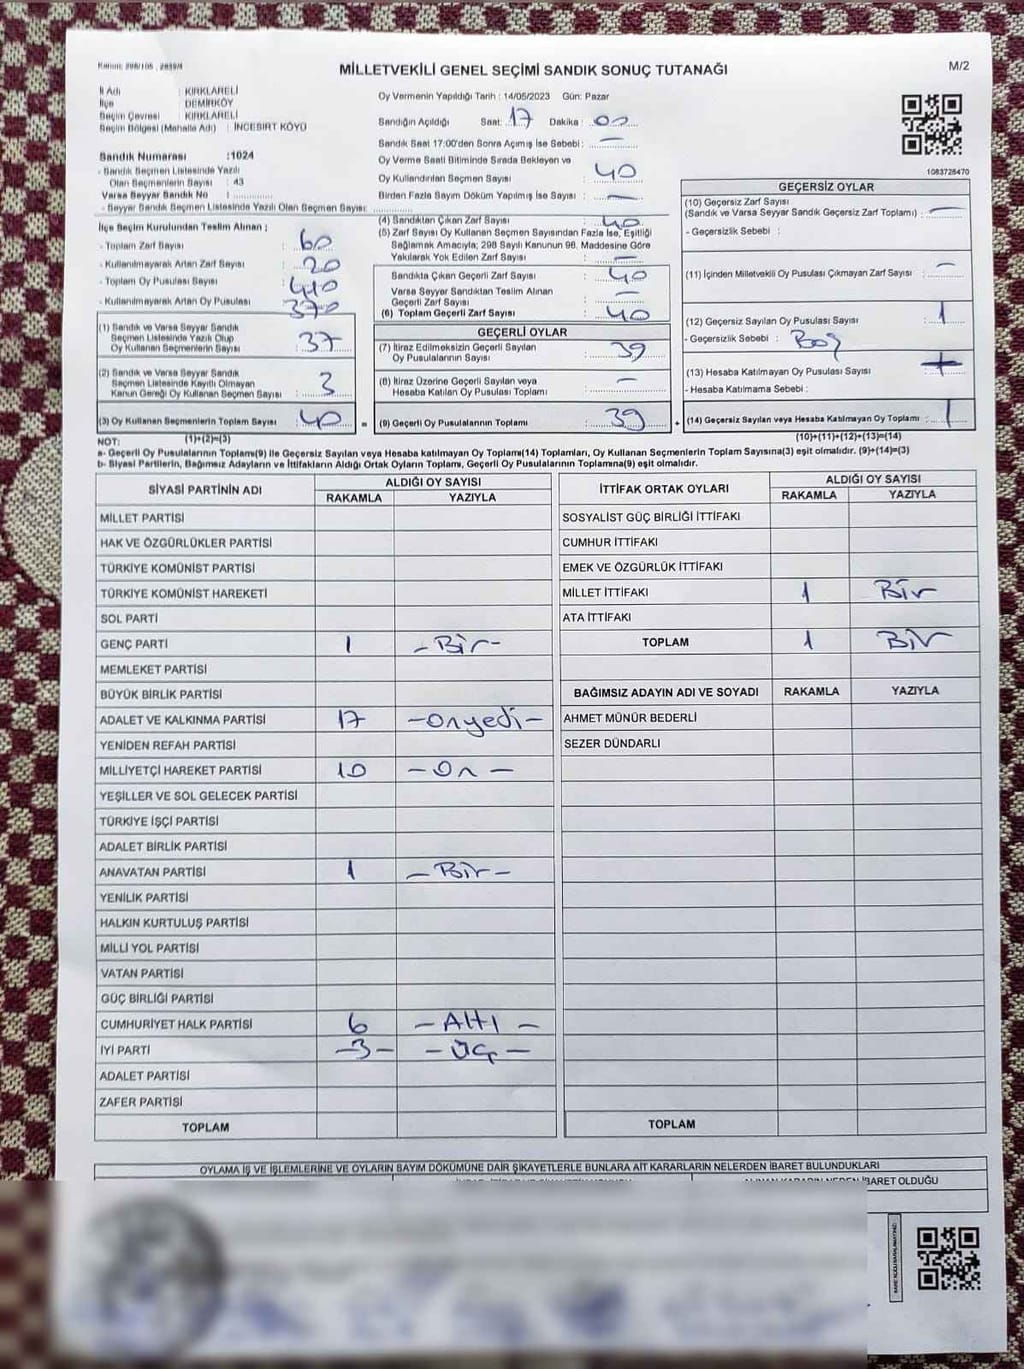 Kanun: 298/105 , 2839/4
MİLLETVEKİLİ GENEL SEÇİMİ SANDIK SONUÇ TUTANAĞI
M/2
İl Adı : KIRKLARELİ
İlçe : DEMİRKÖY
Seçim Çevresi : KIRKLARELİ
Seçim Bölgesi (Mahalle Adı) : İNCESIRT KÖYÜ
Sandık Numarası :1024
- Sandık Seçmen Listesinde Yazılı
Olan Seçmenlerin Sayısı : 43
Varsa Seyyar Sandık No :
- Seyyar Sandık Seçmen Listesinde Yazılı Olan Seçmen Sayısı:
İlçe Seçim Kurulundan Teslim Alınan ;
- Toplam Zarf Sayısı : 60
- Kullanılmayarak Artan Zarf Sayısı : 20
- Toplam Oy Pusulası Sayısı : 410
- Kullanılmayarak Artan Oy Pusulası : 370
(1) Sandık ve Varsa Seyyar Sandık
Seçmen Listesinde Yazılı Olup
Oy Kullanan Seçmenlerin Sayısı : 37
(2) Sandık ve Varsa Seyyar Sandık
Seçmen Listesinde Kayıtlı Olmayan
Kanun Gereği Oy Kullanan Seçmen Sayısı : 3
(3) Oy Kullanan Seçmenlerin Toplam Sayısı : 40
Oy Vermenin Yapıldığı Tarih : 14/05/2023 Gün: Pazar
Sandığın Açıldığı Saat: 17 Dakika : 00
Sandık Saat 17:00'den Sonra Açımış İse Sebebi : —
Oy Verme Saati Bitiminde Sırada Bekleyen ve
Oy Kullandırılan Seçmen Sayısı : 40
Birden Fazla Sayım Döküm Yapılmış İse Sayısı : —
(4) Sandıktan Çıkan Zarf Sayısı : 40
(5) Zarf Sayısı Oy Kullanan Seçmen Sayısından Fazla İse, Eşitliği
Sağlamak Amacıyla; 298 Sayılı Kanunun 98. Maddesine Göre
Yakılarak Yok Edilen Zarf Sayısı : —
Sandıkta Çıkan Geçerli Zarf Sayısı : 40
Varsa Seyyar Sandıktan Teslim Alınan
Geçerli Zarf Sayısı : —
(6) Toplam Geçerli Zarf Sayısı : 40
GEÇERLİ OYLAR
(7) İtiraz Edilmeksizin Geçerli Sayılan
Oy Pusulalarının Sayısı : 39
(8) İtiraz Üzerine Geçerli Sayılan veya
Hesaba Katılan Oy Pusulası Toplamı : —
= (9) Geçerli Oy Pusulalarının Toplamı : 39
1083728470
GEÇERSİZ OYLAR
(10) Geçersiz Zarf Sayısı
(Sandık ve Varsa Seyyar Sandık Geçersiz Zarf Toplamı) : —
- Geçersizlik Sebebi :
(11) İçinden Milletvekili Oy Pusulası Çıkmayan Zarf Sayısı : —
(12) Geçersiz Sayılan Oy Pusulası Sayısı : 1
- Geçersizlik Sebebi : Boş
(13) Hesaba Katılmayan Oy Pusulası Sayısı :
- Hesaba Katılmama Sebebi :
+ (14) Geçersiz Sayılan veya Hesaba Katılmayan Oy Toplamı : 1
NOT: (1)+(2)=(3) (10)+(11)+(12)+(13)=(14)
a- Geçerli Oy Pusulalarının Toplamı(9) ile Geçersiz Sayılan veya Hesaba katılmayan Oy Toplamı(14) Toplamları, Oy Kullanan Seçmenlerin Toplam Sayısına(3) eşit olmalıdır. (9)+(14)=(3)
b- Siyasi Partilerin, Bağımsız Adayların ve İttifakların Aldığı Ortak Oyların Toplamı, Geçerli Oy Pusulalarının Toplamına(9) eşit olmalıdır.
SİYASİ PARTİNİN ADI
ALDIĞI OY SAYISI
RAKAMLA YAZIYLA
MİLLET PARTİSİ
HAK VE ÖZGÜRLÜKLER PARTİSİ
TÜRKİYE KOMÜNİST PARTİSİ
TÜRKİYE KOMÜNİST HAREKETİ
SOL PARTİ
GENÇ PARTİ 1 - Bir -
MEMLEKET PARTİSİ
BÜYÜK BİRLİK PARTİSİ
ADALET VE KALKINMA PARTİSİ 17 - Onyedi -
YENİDEN REFAH PARTİSİ
MİLLİYETÇİ HAREKET PARTİSİ 10 - On -
YEŞİLLER VE SOL GELECEK PARTİSİ
TÜRKİYE İŞÇİ PARTİSİ
ADALET BİRLİK PARTİSİ
ANAVATAN PARTİSİ 1 - Bir -
YENİLİK PARTİSİ
HALKIN KURTULUŞ PARTİSİ
MİLLİ YOL PARTİSİ
VATAN PARTİSİ
GÜÇ BİRLİĞİ PARTİSİ
CUMHURİYET HALK PARTİSİ 6 - Altı -
İYİ PARTİ - 3 - - Üç -
ADALET PARTİSİ
ZAFER PARTİSİ
TOPLAM
İTTİFAK ORTAK OYLARI
ALDIĞI OY SAYISI
RAKAMLA YAZIYLA
SOSYALİST GÜÇ BİRLİĞİ İTTİFAKI
CUMHUR İTTİFAKI
EMEK VE ÖZGÜRLÜK İTTİFAKI
MİLLET İTTİFAKI 1 Bir
ATA İTTİFAKI
TOPLAM 1 Bir
BAĞIMSIZ ADAYIN ADI VE SOYADI RAKAMLA YAZIYLA
AHMET MÜNÜR BEDERLİ
SEZER DÜNDARLI
TOPLAM
OYLAMA İŞ VE İŞLEMLERİNE VE OYLARIN SAYIM DÖKÜMÜNE DAİR ŞİKAYETLERLE BUNLARA AİT KARARLARIN NELERDEN İBARET BULUNDUKLARI
İBARET OLDUĞU